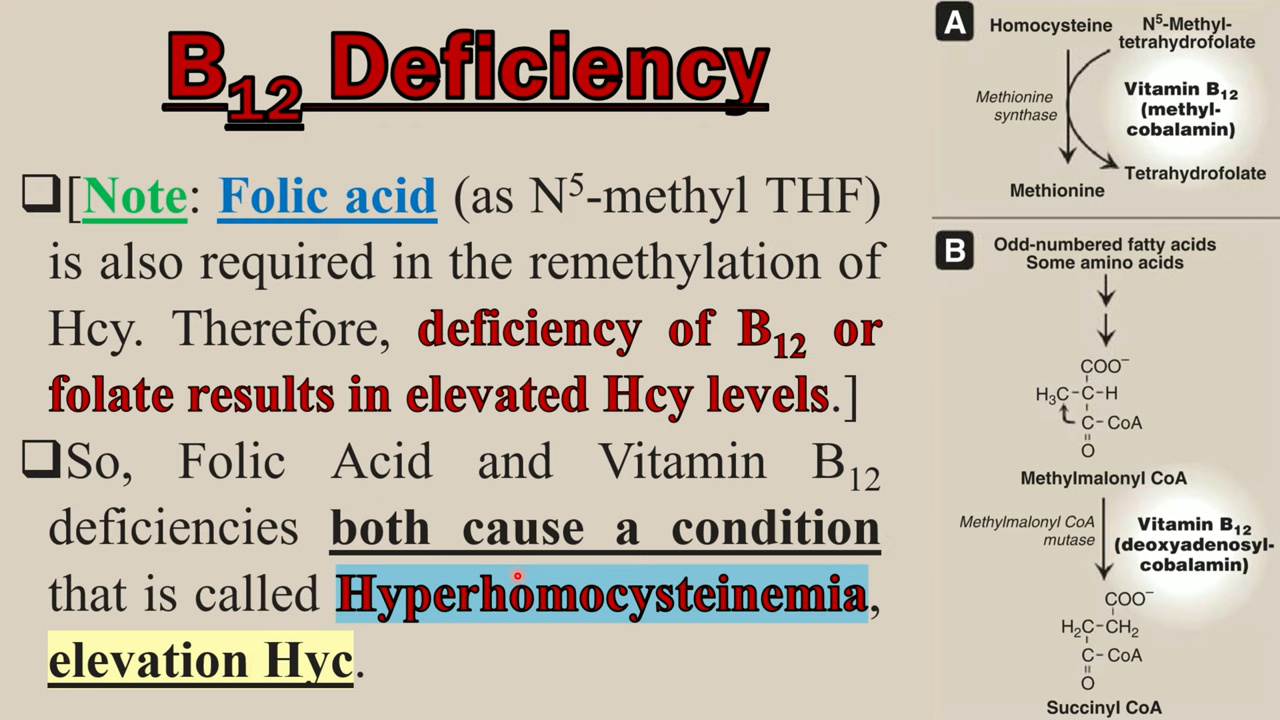 B₁₂ Deficiency
❑[Note: Folic acid (as N⁵-methyl THF)
is also required in the remethylation of
Hcy. Therefore, deficiency of B₁₂ or
folate results in elevated Hcy levels.]
❑So, Folic Acid and Vitamin B₁₂
deficiencies both cause a condition
that is called Hyperhomocysteinemia,
elevation Hyc.
A
Homocysteine
N⁵-Methyl-
tetrahydrofolate
Methionine
synthase
Vitamin B₁₂
(methyl-
cobalamin)
Tetrahydrofolate
Methionine
B
Odd-numbered fatty acids
Some amino acids
COO⁻
H₃C-C-H
C-CoA
O
Methylmalonyl CoA
Methylmalonyl CoA
mutase
Vitamin B₁₂
(deoxyadenosyl-
cobalamin)
COO⁻
H₂C-CH₂
C-CoA
O
Succinyl CoA